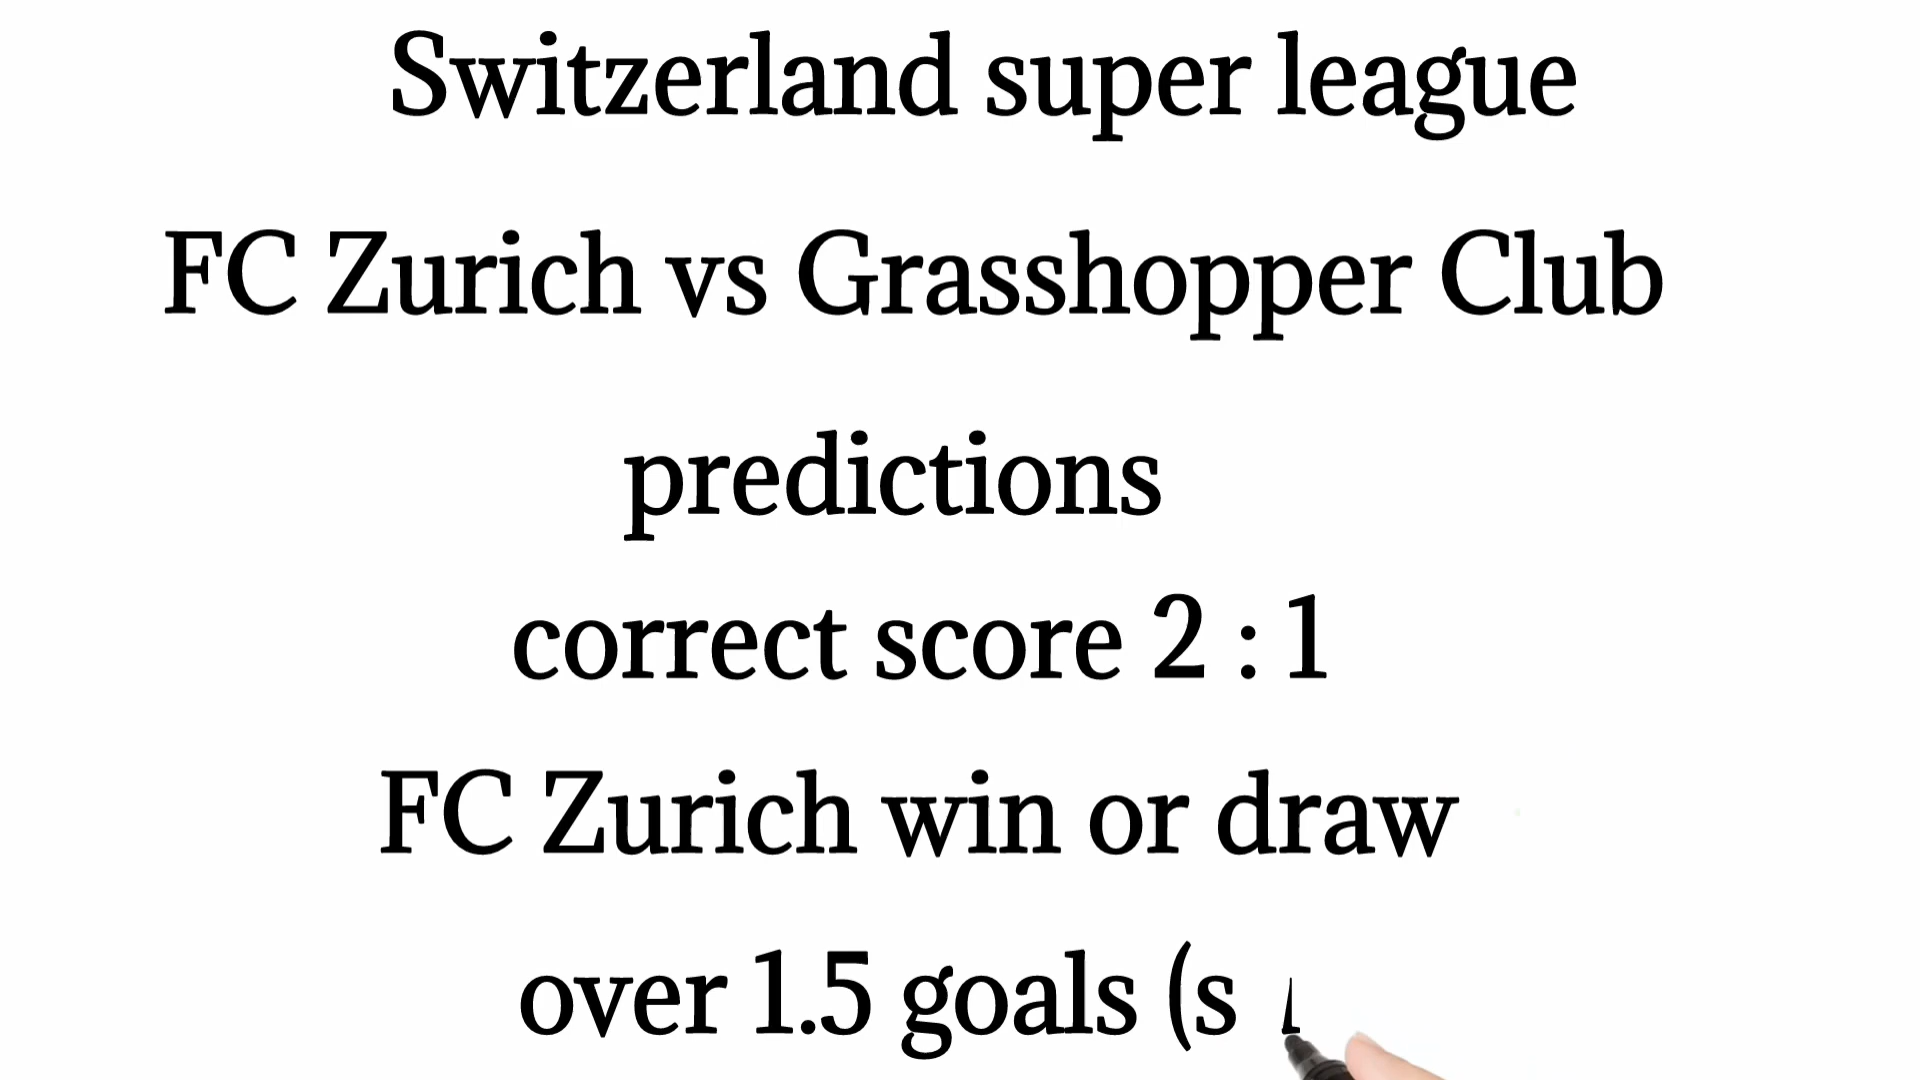 Switzerland super league
FC Zurich vs Grasshopper Club
predictions
correct score 2 : 1
FC Zurich win or draw
over 1.5 goals (s